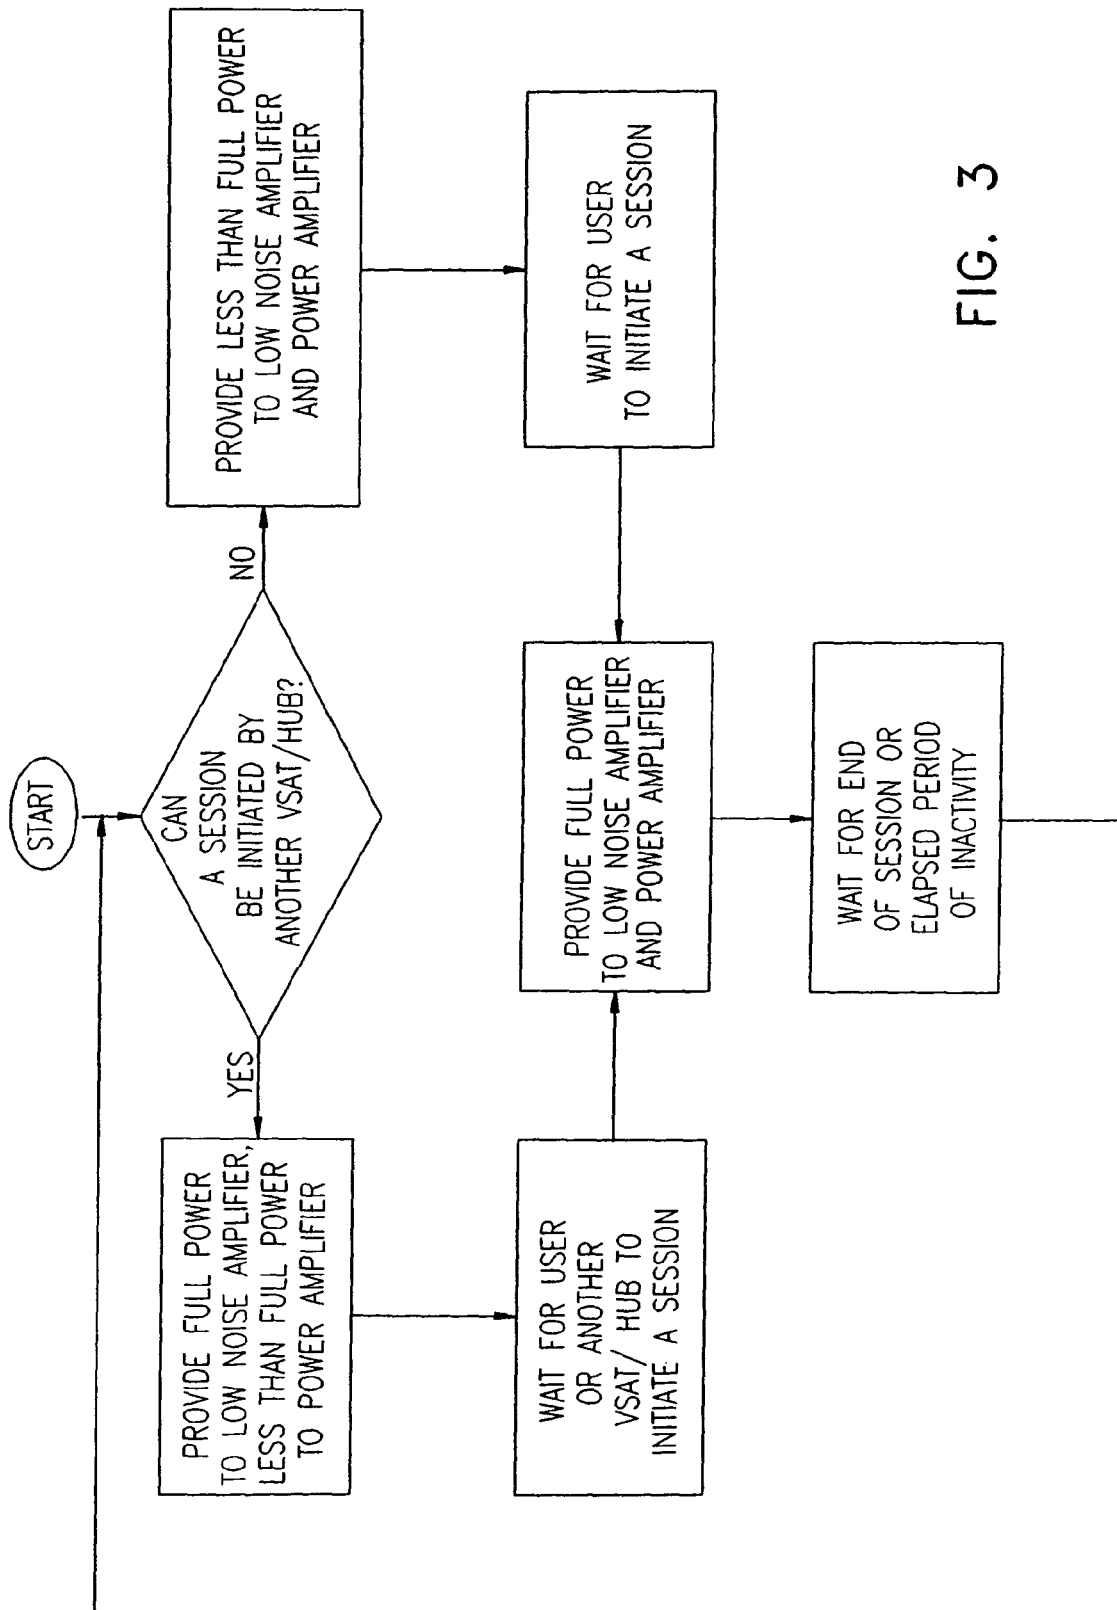 START
CAN
A SESSION
BE INITIATED BY
ANOTHER VSAT/HUB?
YES
NO
PROVIDE FULL POWER
TO LOW NOISE AMPLIFIER,
LESS THAN FULL POWER
TO POWER AMPLIFIER
PROVIDE LESS THAN FULL POWER
TO LOW NOISE AMPLIFIER
AND POWER AMPLIFIER
WAIT FOR USER
OR ANOTHER
VSAT/ HUB TO
INITIATE A SESSION
WAIT FOR USER
TO INITIATE A SESSION
PROVIDE FULL POWER
TO LOW NOISE AMPLIFIER
AND POWER AMPLIFIER
WAIT FOR END
OF SESSION OR
ELAPSED PERIOD
OF INACTIVITY
FIG. 3